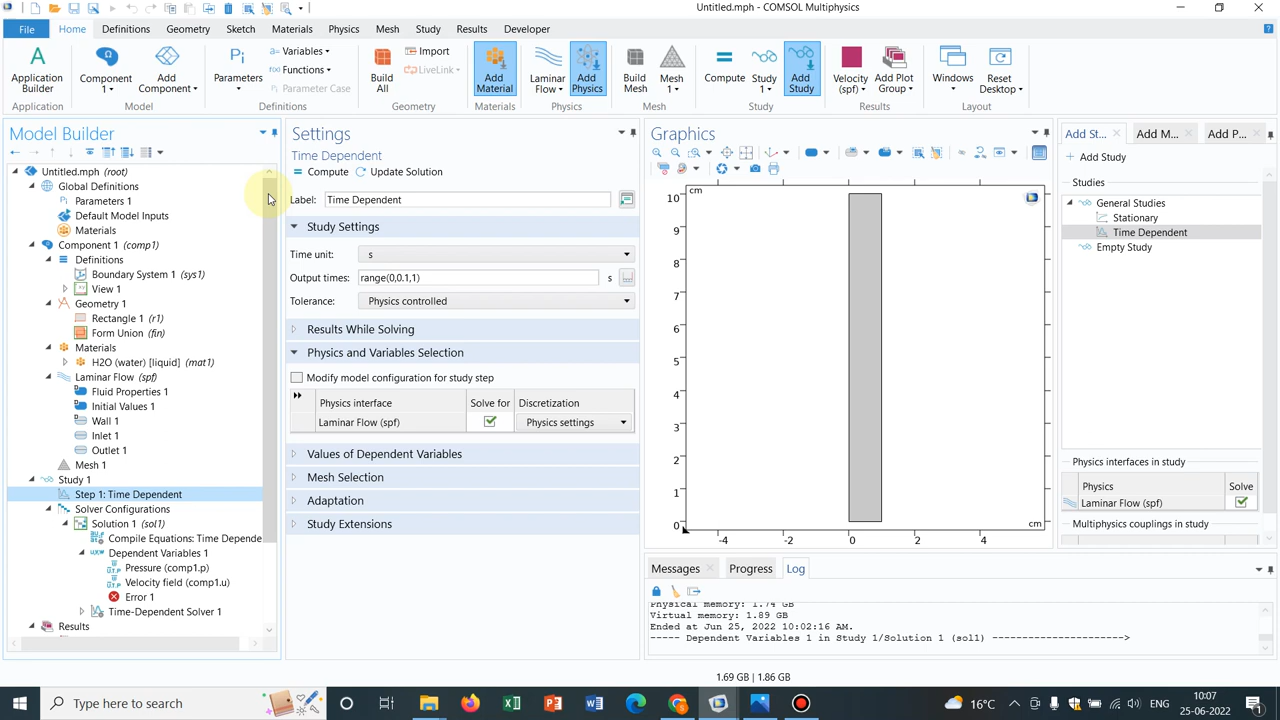 Untitled.mph - COMSOL Multiphysics
File Home Definitions Geometry Sketch Materials Physics Mesh Study Results Developer
Application Builder
Component 1
Add Component
Parameters
Variables
Functions
Parameter Case
Build All
Import
LiveLink
Add Material
Laminar Flow
Add Physics
Build Mesh
Mesh 1
Compute
Study 1
Add Study
Velocity (spf)
Add Plot Group
Windows
Reset Desktop
Application Model Definitions Geometry Materials Physics Mesh Study Results Layout
Model Builder
Untitled.mph (root)
Global Definitions
Parameters 1
Default Model Inputs
Materials
Component 1 (comp1)
Definitions
Boundary System 1 (sys1)
View 1
Geometry 1
Rectangle 1 (r1)
Form Union (fin)
Materials
H2O (water) [liquid] (mat1)
Laminar Flow (spf)
Fluid Properties 1
Initial Values 1
Wall 1
Inlet 1
Outlet 1
Mesh 1
Study 1
Step 1: Time Dependent
Solver Configurations
Solution 1 (sol1)
Compile Equations: Time Depende
Dependent Variables 1
Pressure (comp1.p)
Velocity field (comp1.u)
Error 1
Time-Dependent Solver 1
Results
Settings
Time Dependent
= Compute Update Solution
Label: Time Dependent
Study Settings
Time unit: s
Output times: range(0,0.1,1) s
Tolerance: Physics controlled
Results While Solving
Physics and Variables Selection
Modify model configuration for study step
Physics interface Solve for Discretization
Laminar Flow (spf) Physics settings
Values of Dependent Variables
Mesh Selection
Adaptation
Study Extensions
Graphics
cm
10
9
8
7
6
5
4
3
2
1
0
-4 -2 0 2 4
cm
Messages Progress Log
Physical memory: 1.74 GB
Virtual memory: 1.89 GB
Ended at Jun 25, 2022 10:02:16 AM.
----- Dependent Variables 1 in Study 1/Solution 1 (sol1) ---------------------->
Add St... Add M... Add P...
+ Add Study
Studies
General Studies
Stationary
Time Dependent
Empty Study
Physics interfaces in study
Physics Solve
Laminar Flow (spf)
Multiphysics couplings in study
1.69 GB | 1.86 GB
Type here to search
16°C
ENG
10:07
25-06-2022
1